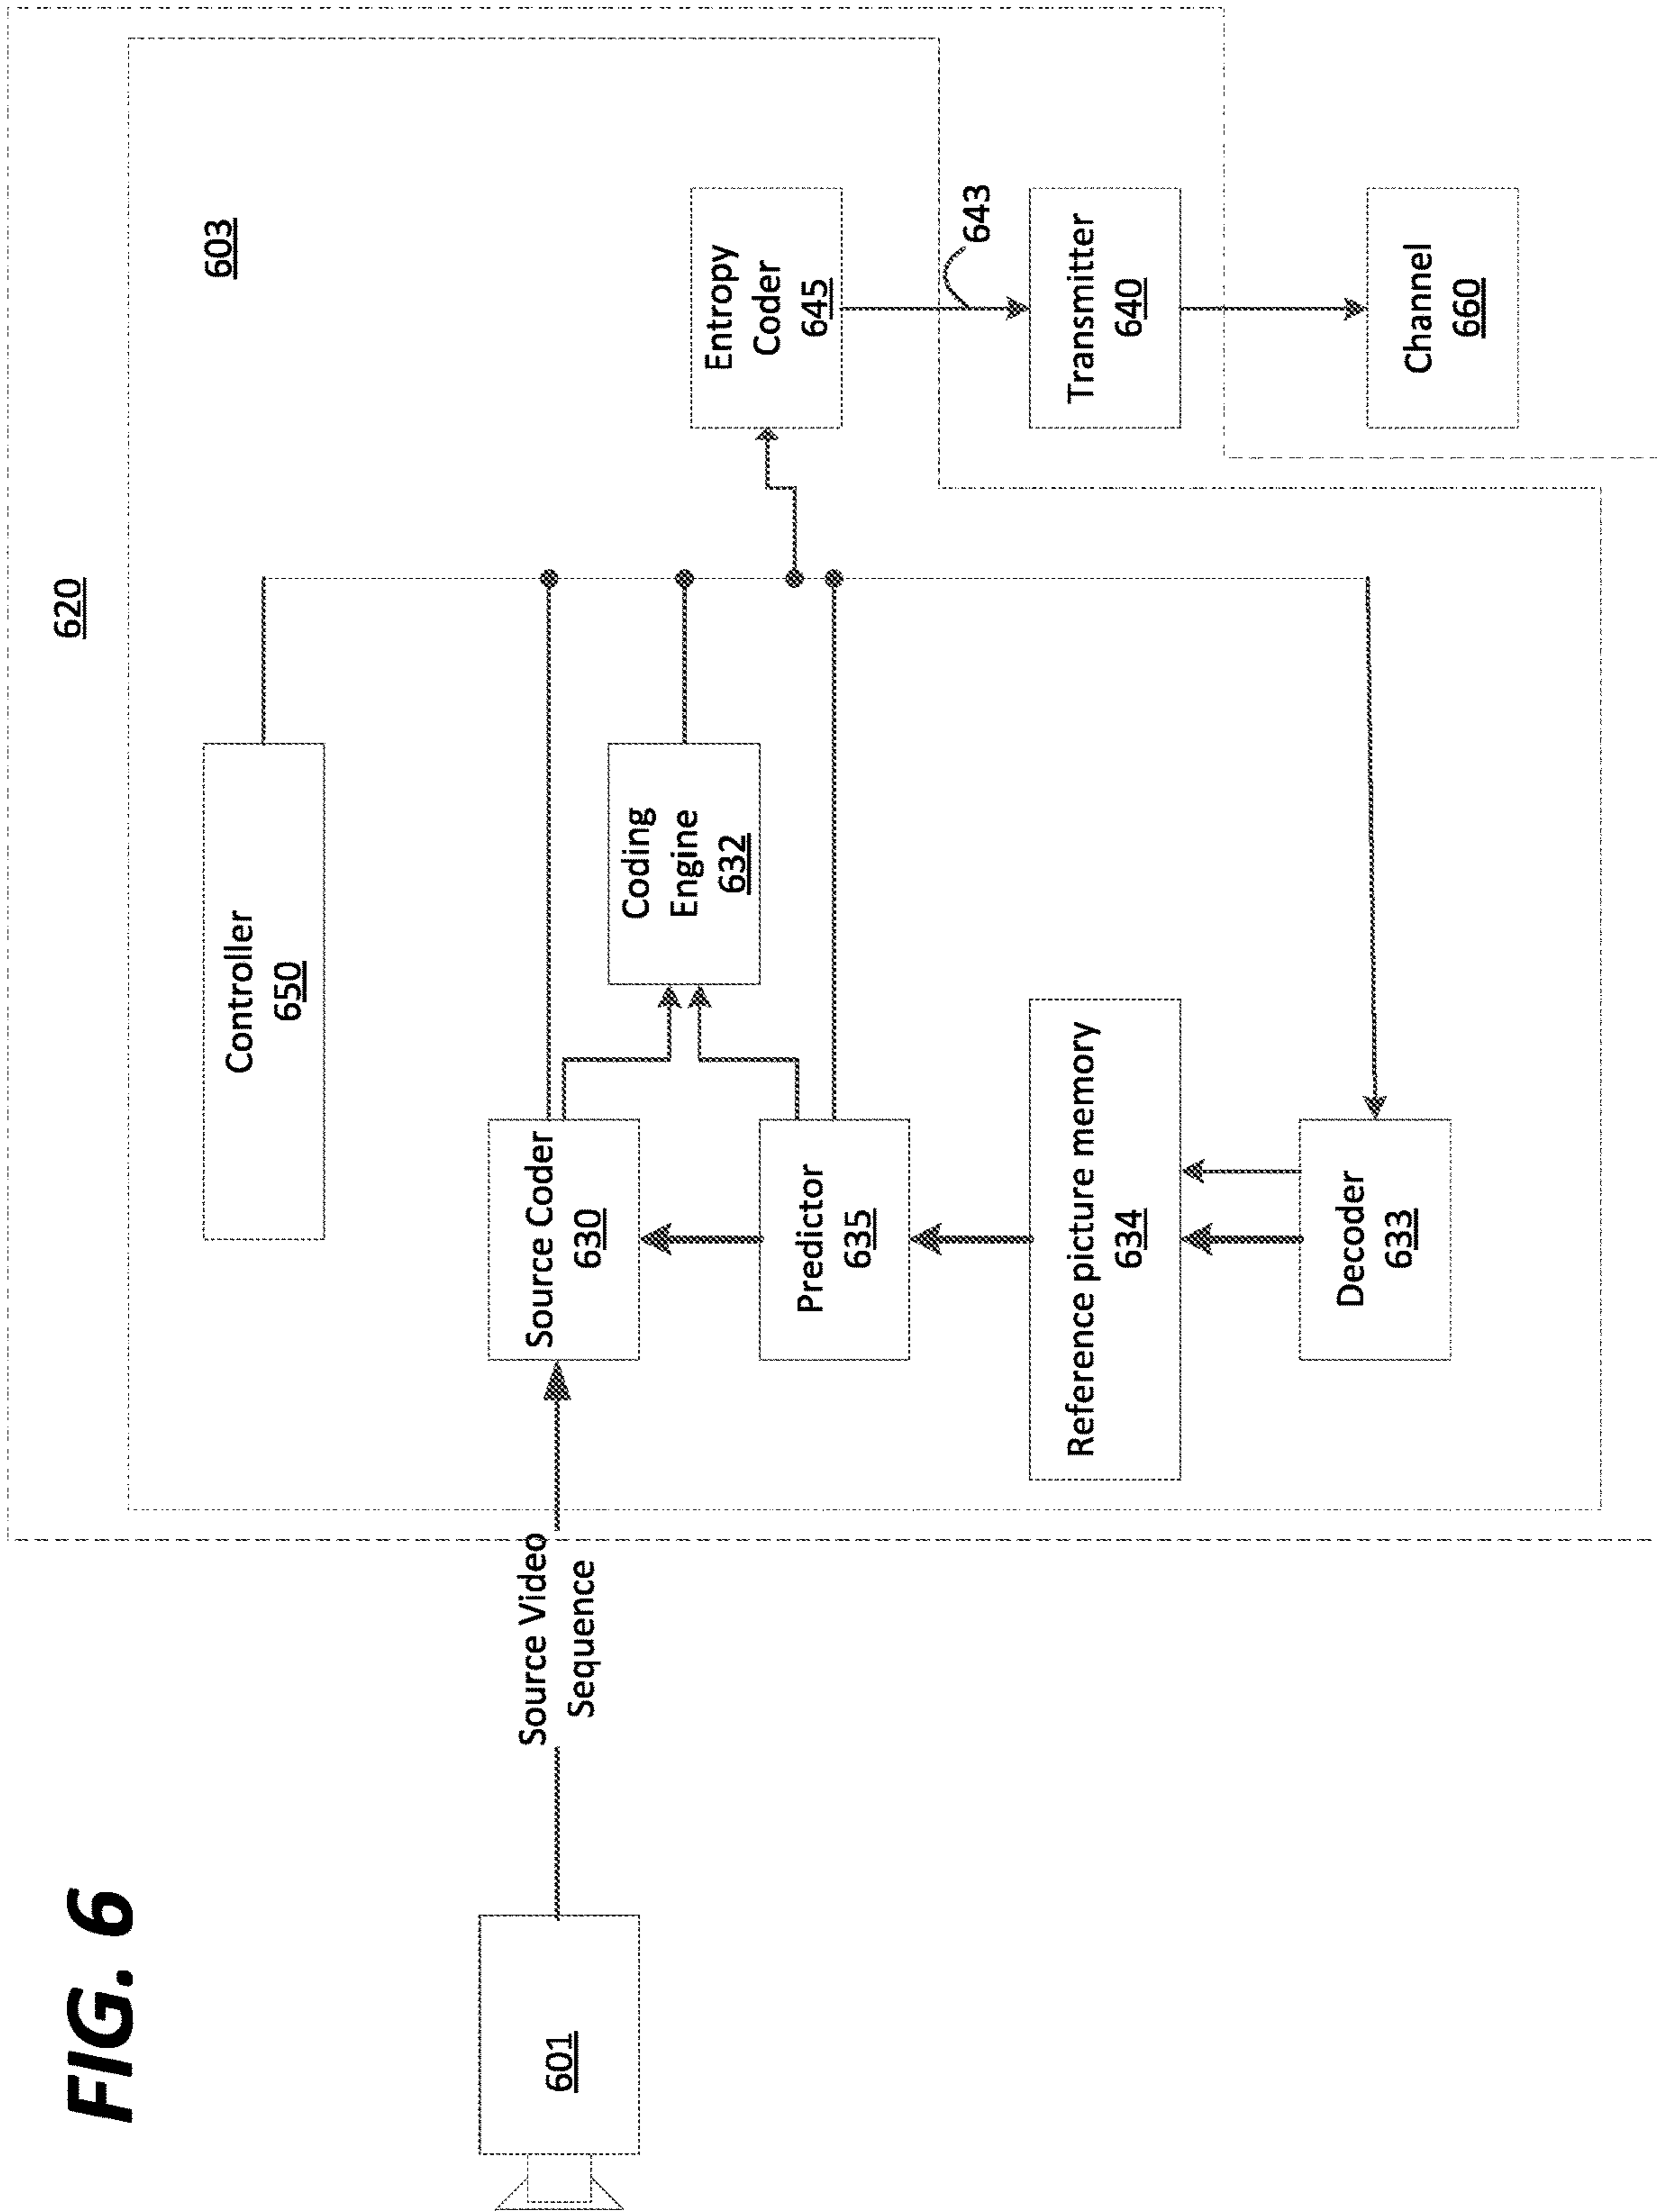 FIG. 6
620
603
Controller
650
601
Source Video
Sequence
Source Coder
630
Coding
Engine
632
Entropy
Coder
645
Predictor
635
643
Reference picture memory
634
Transmitter
640
Decoder
633
Channel
660